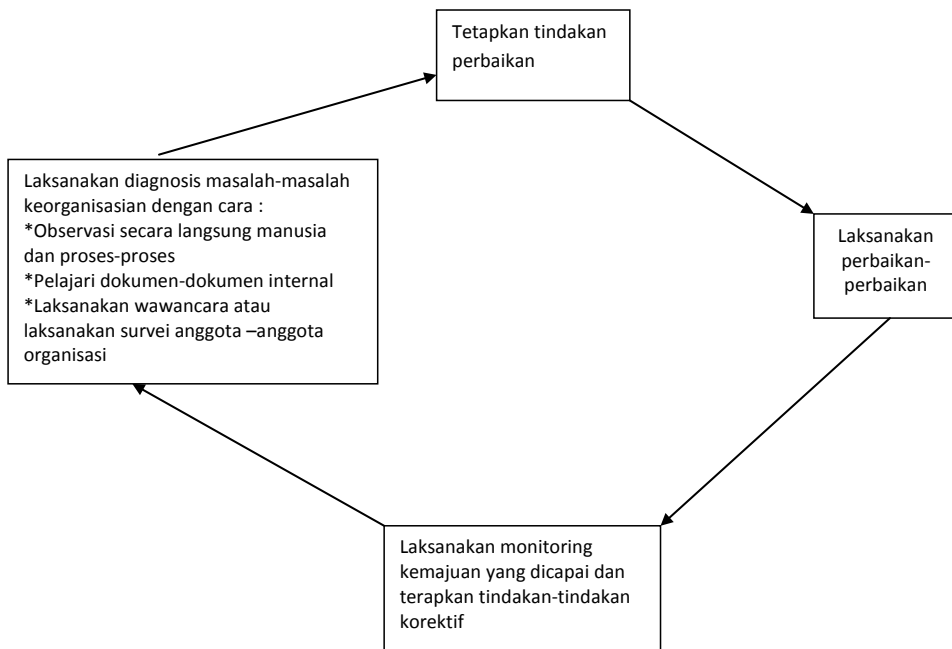 Tetapkan tindakan
perbaikan
Laksanakan diagnosis masalah-masalah
keorganisasian dengan cara :
*Observasi secara langsung manusia
dan proses-proses
*Pelajari dokumen-dokumen internal
*Laksanakan wawancara atau
laksanakan survei anggota –anggota
organisasi
Laksanakan
perbaikan-
perbaikan
Laksanakan monitoring
kemajuan yang dicapai dan
terapkan tindakan-tindakan
korektif